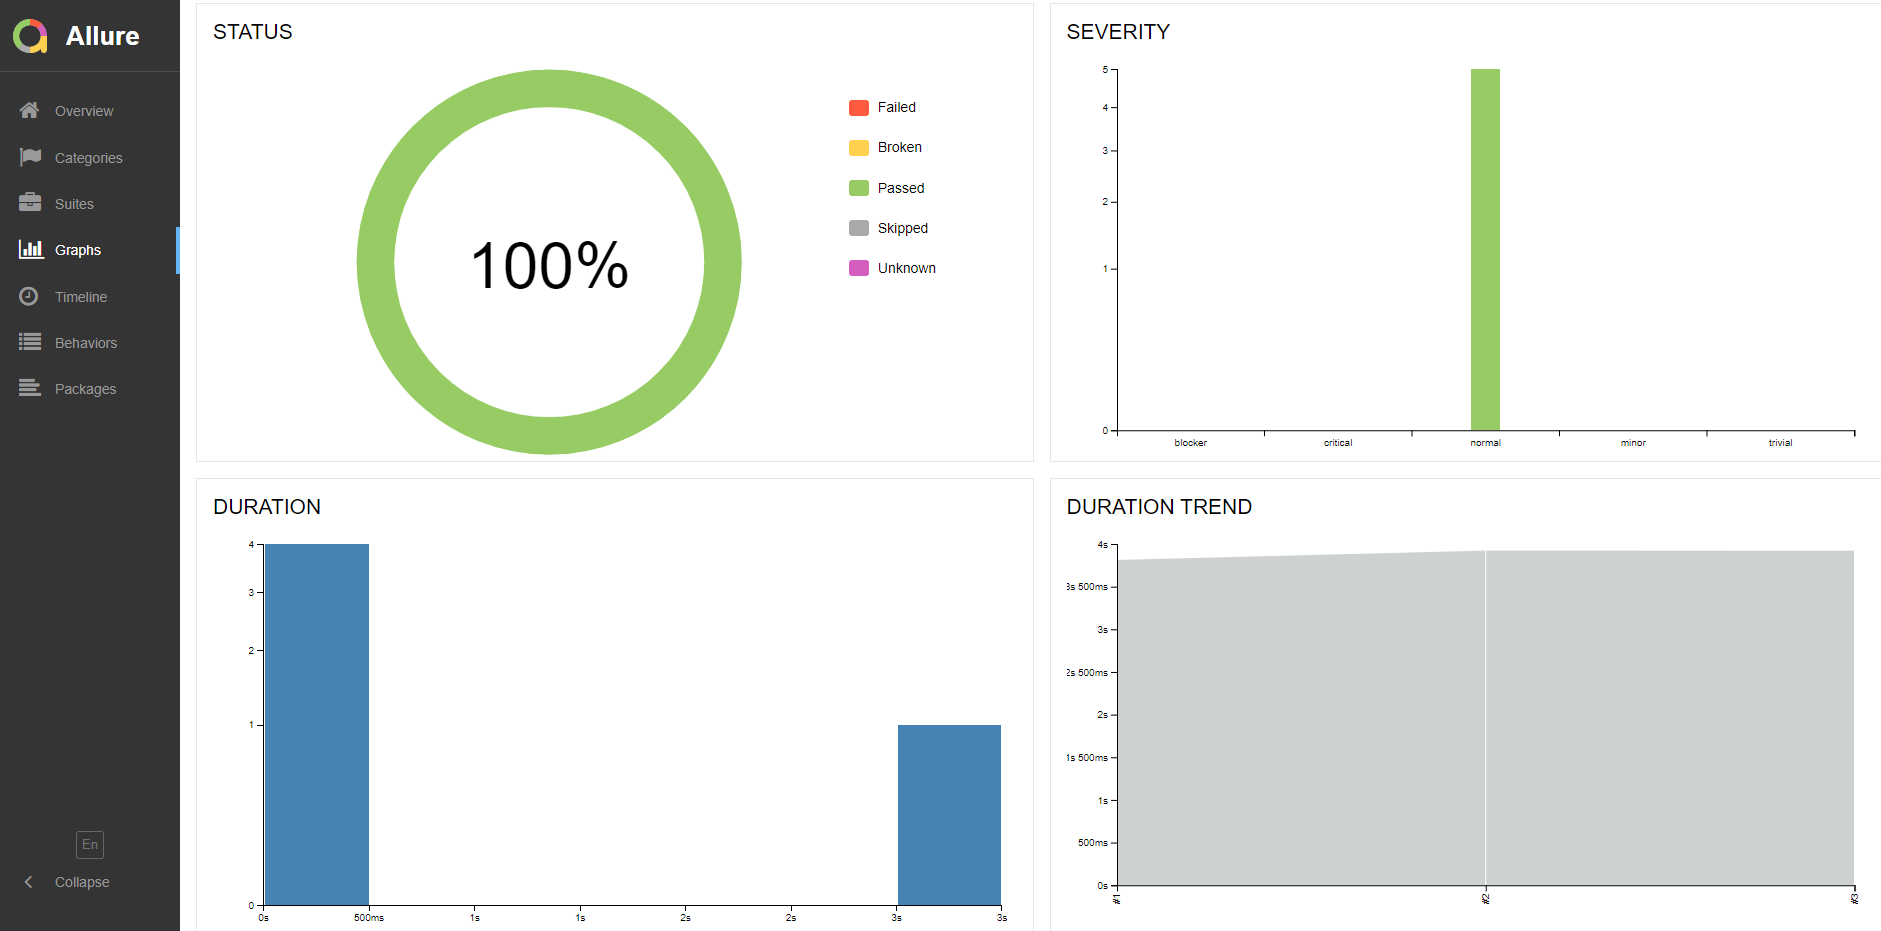 Allure
Overview
Categories
Suites
Graphs
Timeline
Behaviors
Packages
En
Collapse
STATUS
100%
Failed
Broken
Passed
Skipped
Unknown
SEVERITY
5
4
3
2
1
0
blocker critical normal minor trivial
DURATION
4
3
2
1
0
0s 500ms 1s 1s 2s 2s 3s 3s
DURATION TREND
4s
3s 500ms
3s
2s 500ms
2s
1s 500ms
1s
500ms
0s
#1 #2 #3